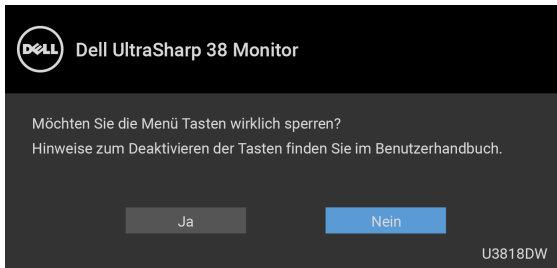 DELL
Dell UltraSharp 38 Monitor
Möchten Sie die Menü Tasten wirklich sperren?
Hinweise zum Deaktivieren der Tasten finden Sie im Benutzerhandbuch.
Ja
Nein
U3818DW